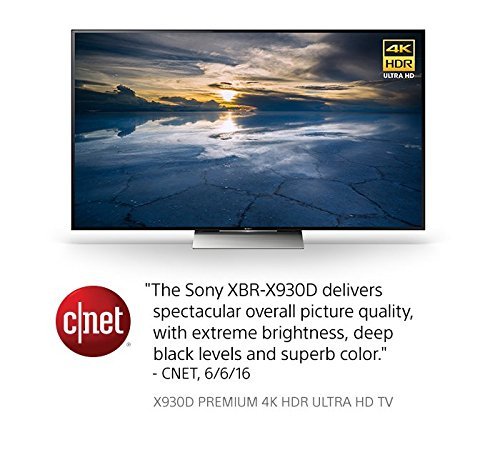 4K
HDR
ULTRA HD
c|net
"The Sony XBR-X930D delivers
spectacular overall picture quality,
with extreme brightness, deep
black levels and superb color."
- CNET, 6/6/16
X930D PREMIUM 4K HDR ULTRA HD TV